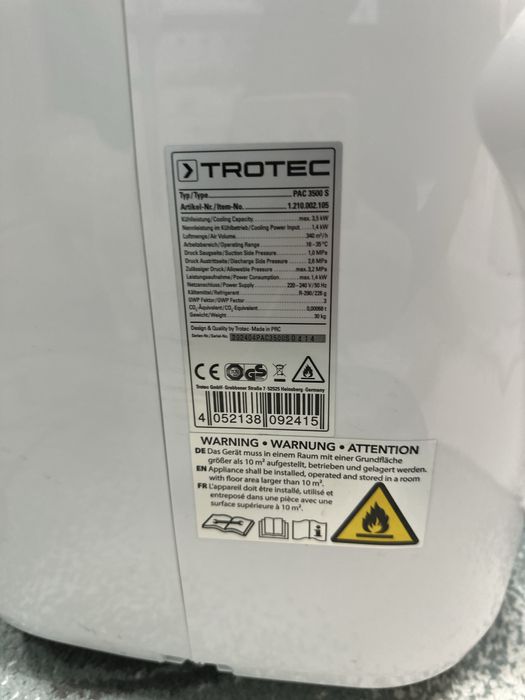 TROTEC
Typ/Type PAC 3500 S
Artikel-Nr./Item-No. 1.210.002.105
Kühlleistung/Cooling Capacity max. 3,5 kW
Nennleistung im Kühlbetrieb/Cooling Power Input 1,4 kW
Luftmenge/Air Volume 340 m³/h
Arbeitsbereich/Operating Range 16 - 35°C
Druck Saugseite/Suction Side Pressure 1,0 MPa
Druck Austrittseite/Discharge Side Pressure 2,6 MPa
Zulässiger Druck/Allowable Pressure max. 3,2 MPa
Leistungsaufnahme/Power Consumption max. 1,4 kW
Netzanschluss/Power Supply 220 - 240 V/50 Hz
Kältemittel/Refrigerant R-290/226 g
GWP Faktor/GWP Factor 3
CO₂-Äquivalent/CO₂-Equivalent 0,00068 t
Gewicht/Weight 30 kg
Design & Quality by Trotec · Made in PRC
Serien-Nr./Serial-No.
CE GS
Trotec GmbH · Grebbener Straße 7 · 52525 Heinsberg · Germany
4 052138 092415
WARNING • WARNUNG • ATTENTION
DE Das Gerät muss in einem Raum mit einer Grundfläche
größer als 10 m² aufgestellt, betrieben und gelagert werden.
EN Appliance shall be installed, operated and stored in a room
with floor area larger than 10 m².
FR L'appareil doit être installé, utilisé et
entreposé dans une pièce avec une
surface supérieure à 10 m².